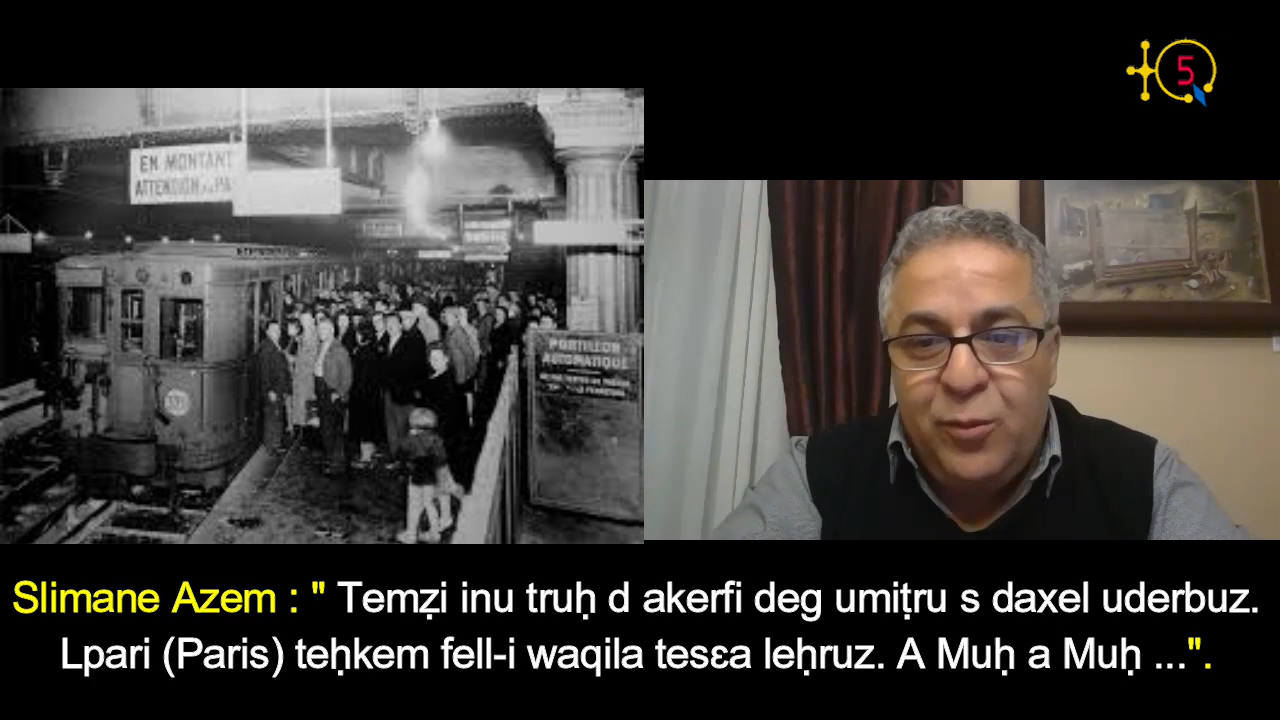 5
EN MONTANT
ATTENTION
PORTILLON
AUTOMATIQUE
Slimane Azem : " Temẓi inu truḥ d akerfi deg umiṭru s daxel uderbuz.
Lpari (Paris) teḥkem fell-i waqila tesɛa leḥruz. A Muḥ a Muḥ ...".